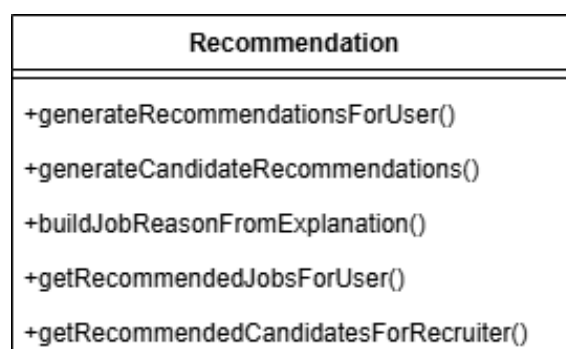 Recommendation
+generateRecommendationsForUser()
+generateCandidateRecommendations()
+buildJobReasonFromExplanation()
+getRecommendedJobsForUser()
+getRecommendedCandidatesForRecruiter()